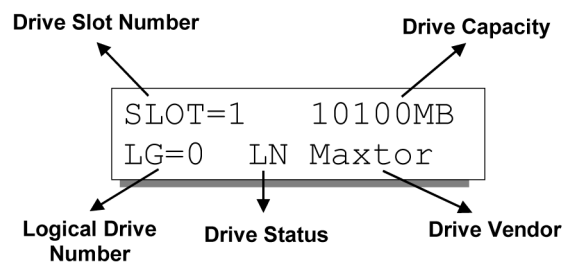 Drive Slot Number
Drive Capacity
SLOT=1 10100MB
LG=0 LN Maxtor
Logical Drive
Number
Drive Status
Drive Vendor